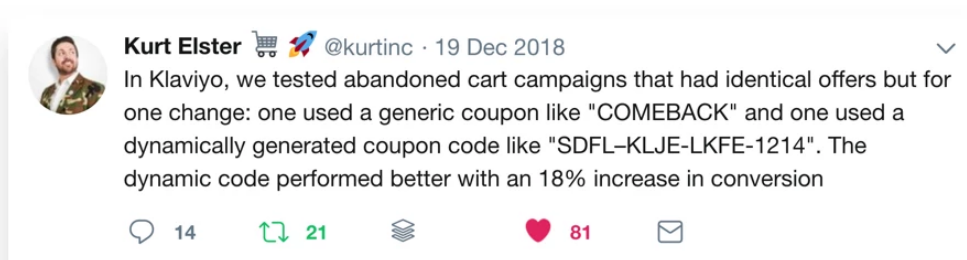 Kurt Elster 🛒 🚀 @kurtinc · 19 Dec 2018
In Klaviyo, we tested abandoned cart campaigns that had identical offers but for
one change: one used a generic coupon like "COMEBACK" and one used a
dynamically generated coupon code like "SDFL–KLJE-LKFE-1214". The
dynamic code performed better with an 18% increase in conversion
14 21 81